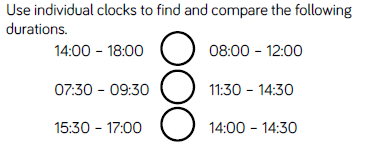 Use individual clocks to find and compare the following
durations.
14:00 – 18:00 08:00 – 12:00
07:30 – 09:30 11:30 – 14:30
15:30 – 17:00 14:00 – 14:30